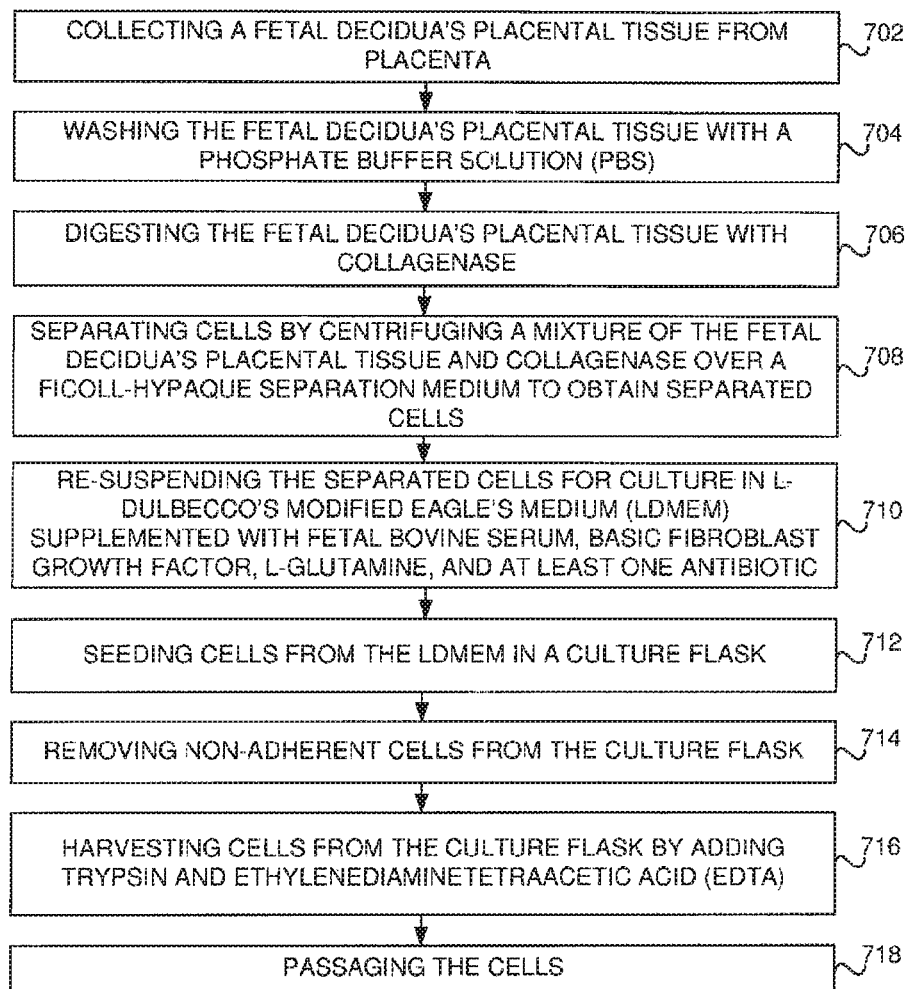 COLLECTING A FETAL DECIDUA'S PLACENTAL TISSUE FROM
PLACENTA
702
WASHING THE FETAL DECIDUA'S PLACENTAL TISSUE WITH A
PHOSPHATE BUFFER SOLUTION (PBS)
704
DIGESTING THE FETAL DECIDUA'S PLACENTAL TISSUE WITH
COLLAGENASE
706
SEPARATING CELLS BY CENTRIFUGING A MIXTURE OF THE FETAL
DECIDUA'S PLACENTAL TISSUE AND COLLAGENASE OVER A
FICOLL-HYPAQUE SEPARATION MEDIUM TO OBTAIN SEPARATED
CELLS
708
RE-SUSPENDING THE SEPARATED CELLS FOR CULTURE IN L-
DULBECCO'S MODIFIED EAGLE'S MEDIUM (LDMEM)
SUPPLEMENTED WITH FETAL BOVINE SERUM, BASIC FIBROBLAST
GROWTH FACTOR, L-GLUTAMINE, AND AT LEAST ONE ANTIBIOTIC
710
SEEDING CELLS FROM THE LDMEM IN A CULTURE FLASK
712
REMOVING NON-ADHERENT CELLS FROM THE CULTURE FLASK
714
HARVESTING CELLS FROM THE CULTURE FLASK BY ADDING
TRYPSIN AND ETHYLENEDIAMINETETRAACETIC ACID (EDTA)
716
PASSAGING THE CELLS
718